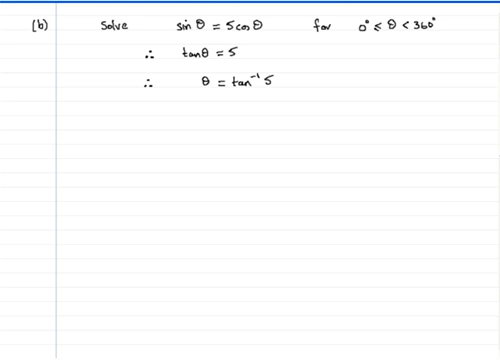 (b) Solve sin θ = 5 cos θ for 0° ⩽ θ < 360°
∴ tan θ = 5
∴ θ = tan⁻¹ 5